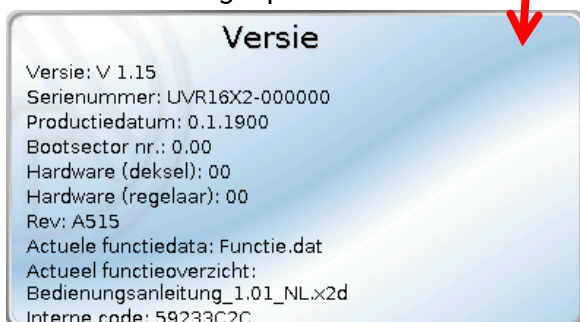 Versie
Versie: V 1.15
Serienummer: UVR16X2-000000
Productiedatum: 0.1.1900
Bootsector nr.: 0.00
Hardware (deksel): 00
Hardware (regelaar): 00
Rev: A515
Actuele functiedata: Functie.dat
Actueel functieoverzicht:
Bedienungsanleitung_1.01_NL.x2d
Interne code: 59233C2C